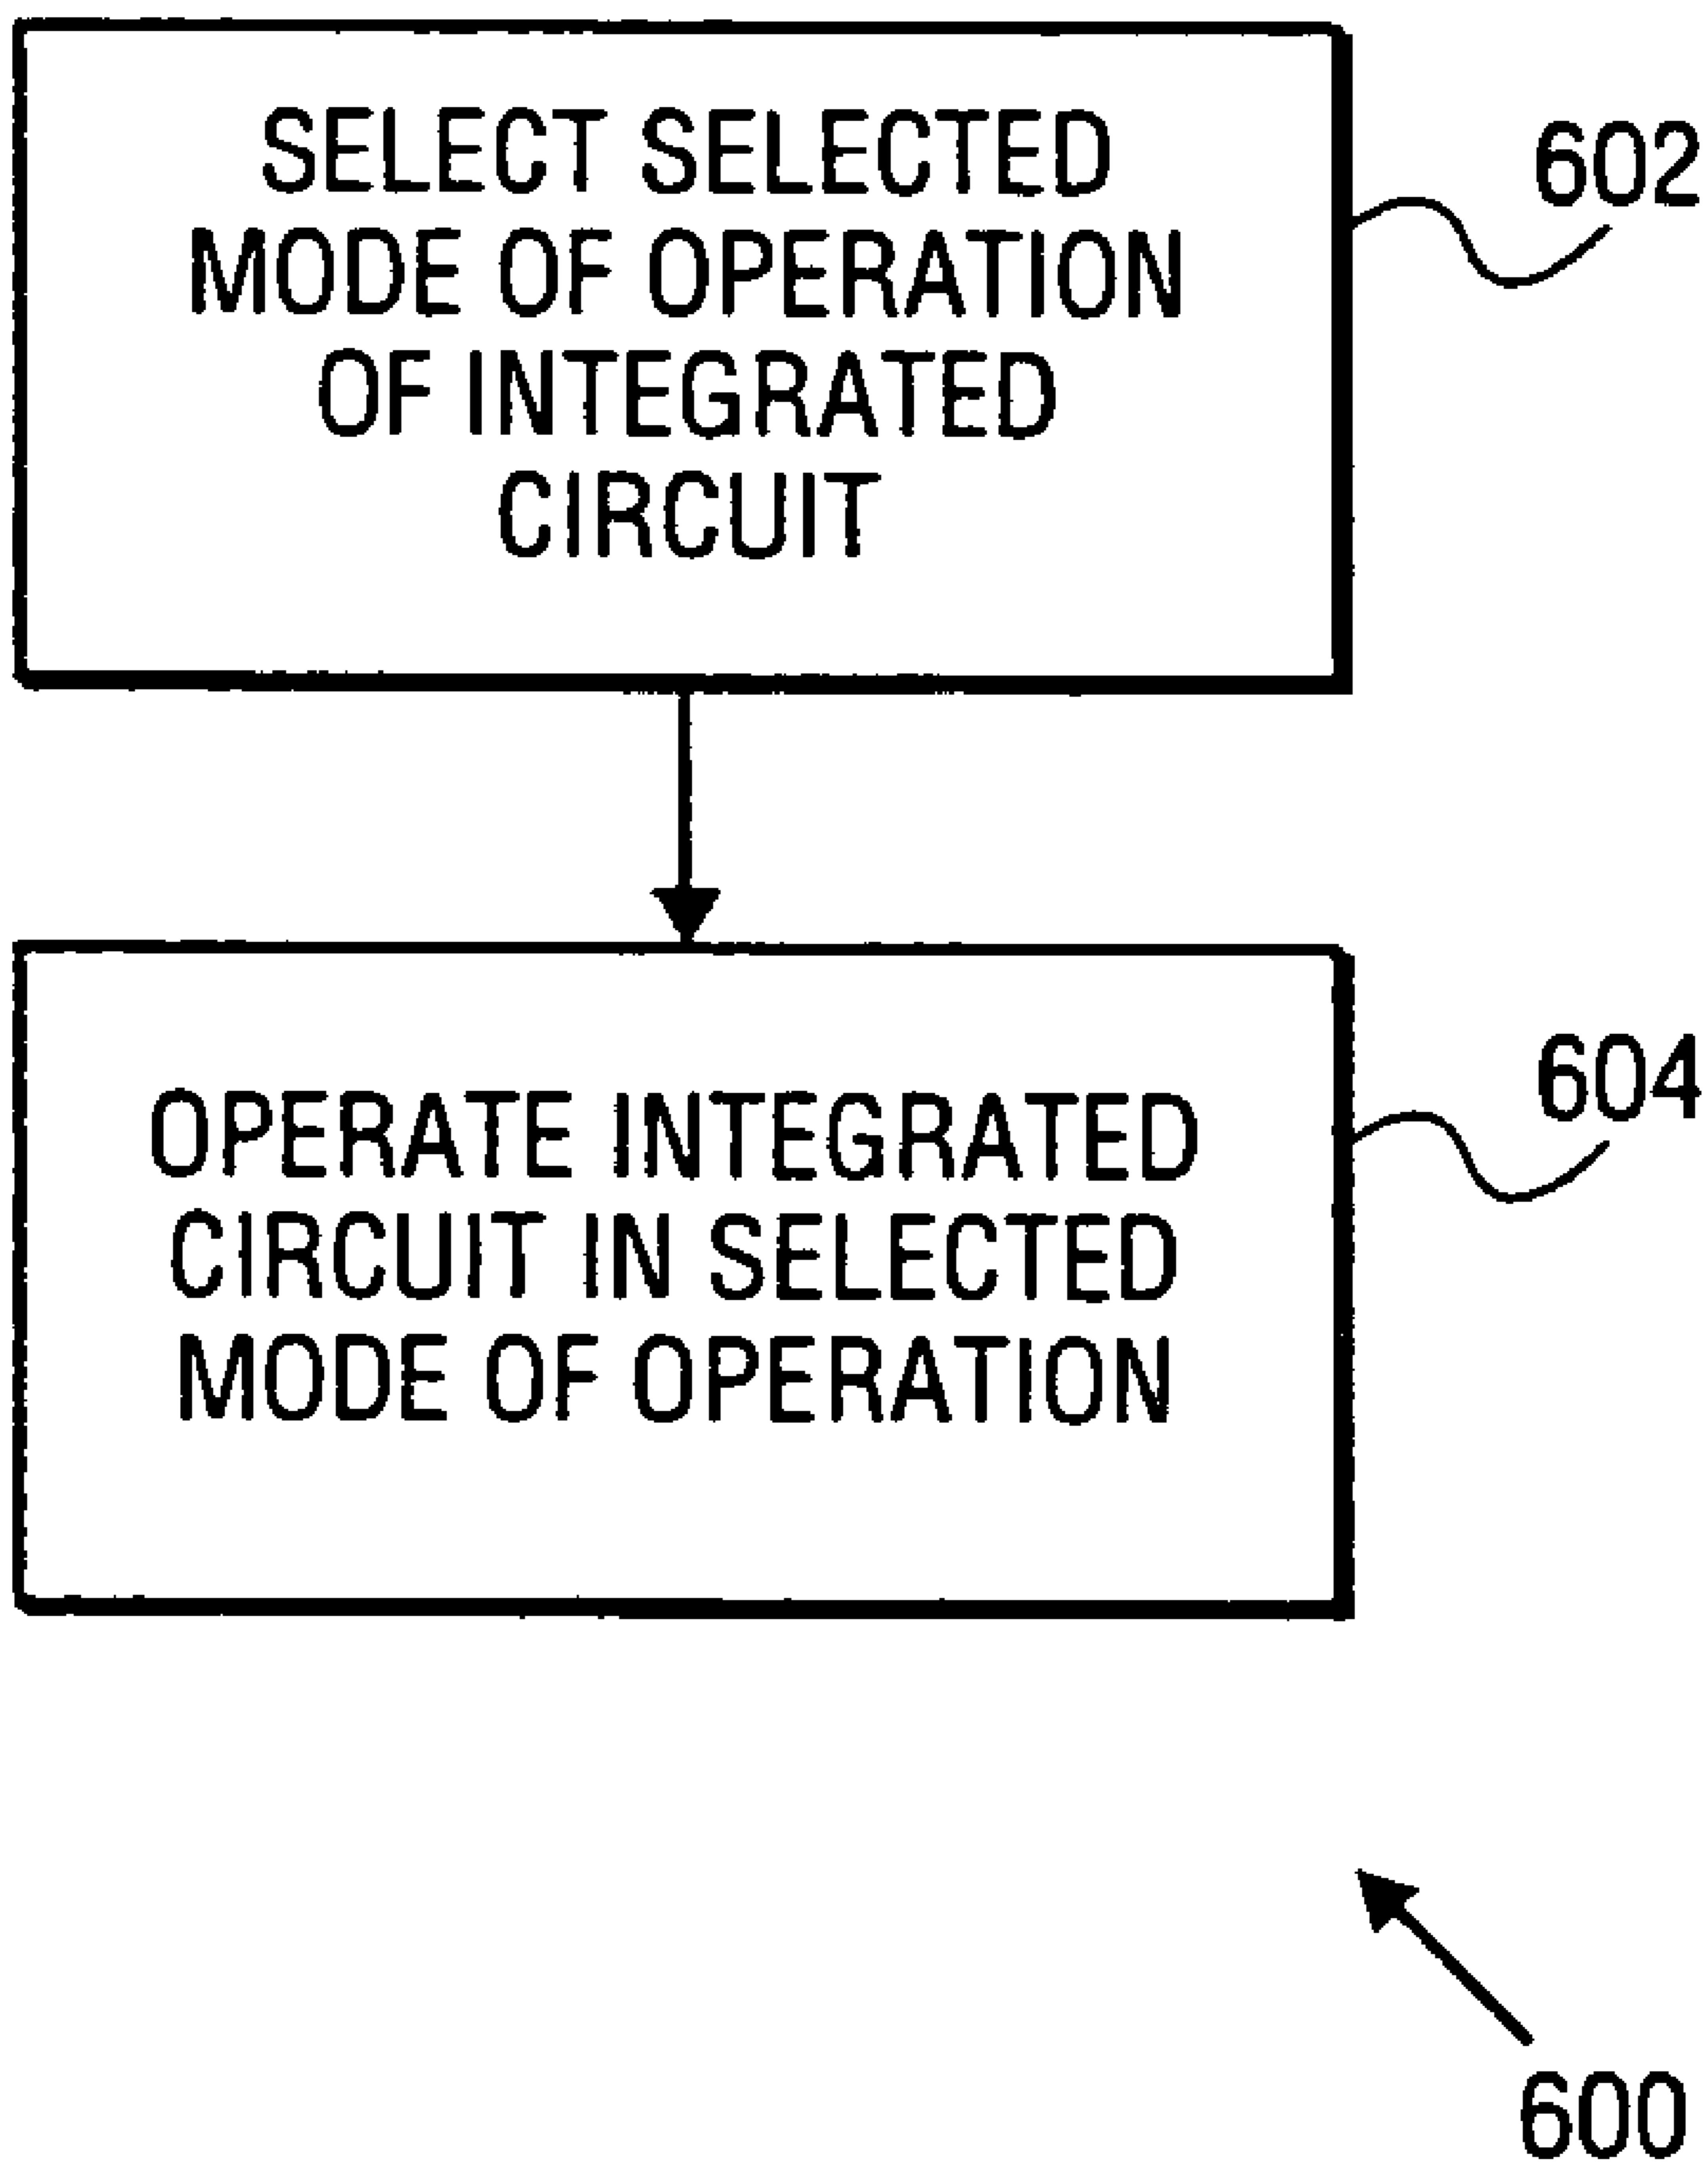 SELECT SELECTED
MODE OF OPERATION
OF INTEGRATED
CIRCUIT
602
OPERATE INTEGRATED
CIRCUIT IN SELECTED
MODE OF OPERATION
604
600